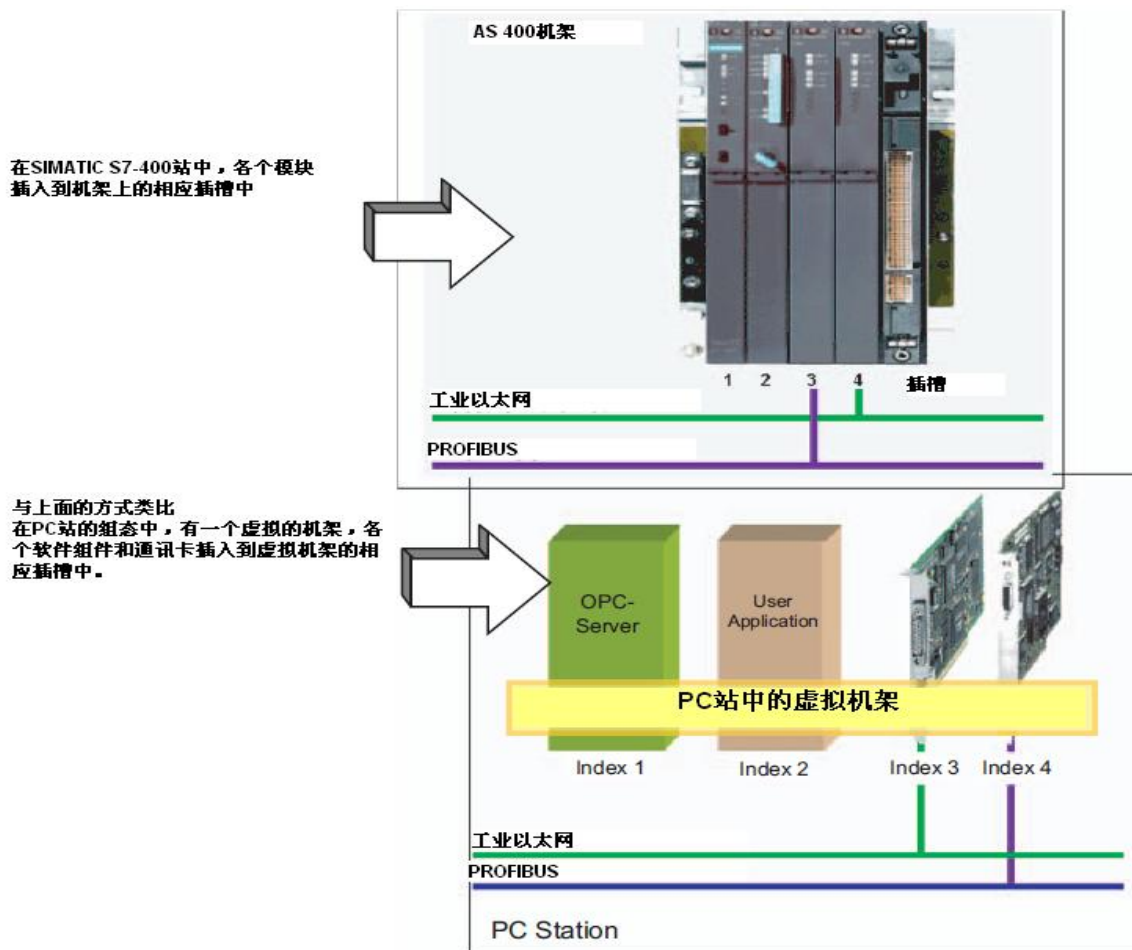 AS 400机架
在SIMATIC S7-400站中，各个模块
插入到机架上的相应插槽中
1 2 3 4 插槽
工业以太网
PROFIBUS
与上面的方式类比
在PC站的组态中，有一个虚拟的机架，各
个软件组件和通讯卡插入到虚拟机架的相
应插槽中。
OPC-
Server
User
Application
PC站中的虚拟机架
Index 1 Index 2 Index 3 Index 4
工业以太网
PROFIBUS
PC Station